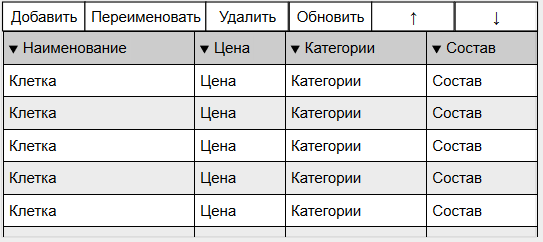 Добавить Переименовать Удалить Обновить ↑ ↓
▼ Наименование ▼ Цена ▼ Категории ▼ Состав
Клетка Цена Категории Состав
Клетка Цена Категории Состав
Клетка Цена Категории Состав
Клетка Цена Категории Состав
Клетка Цена Категории Состав